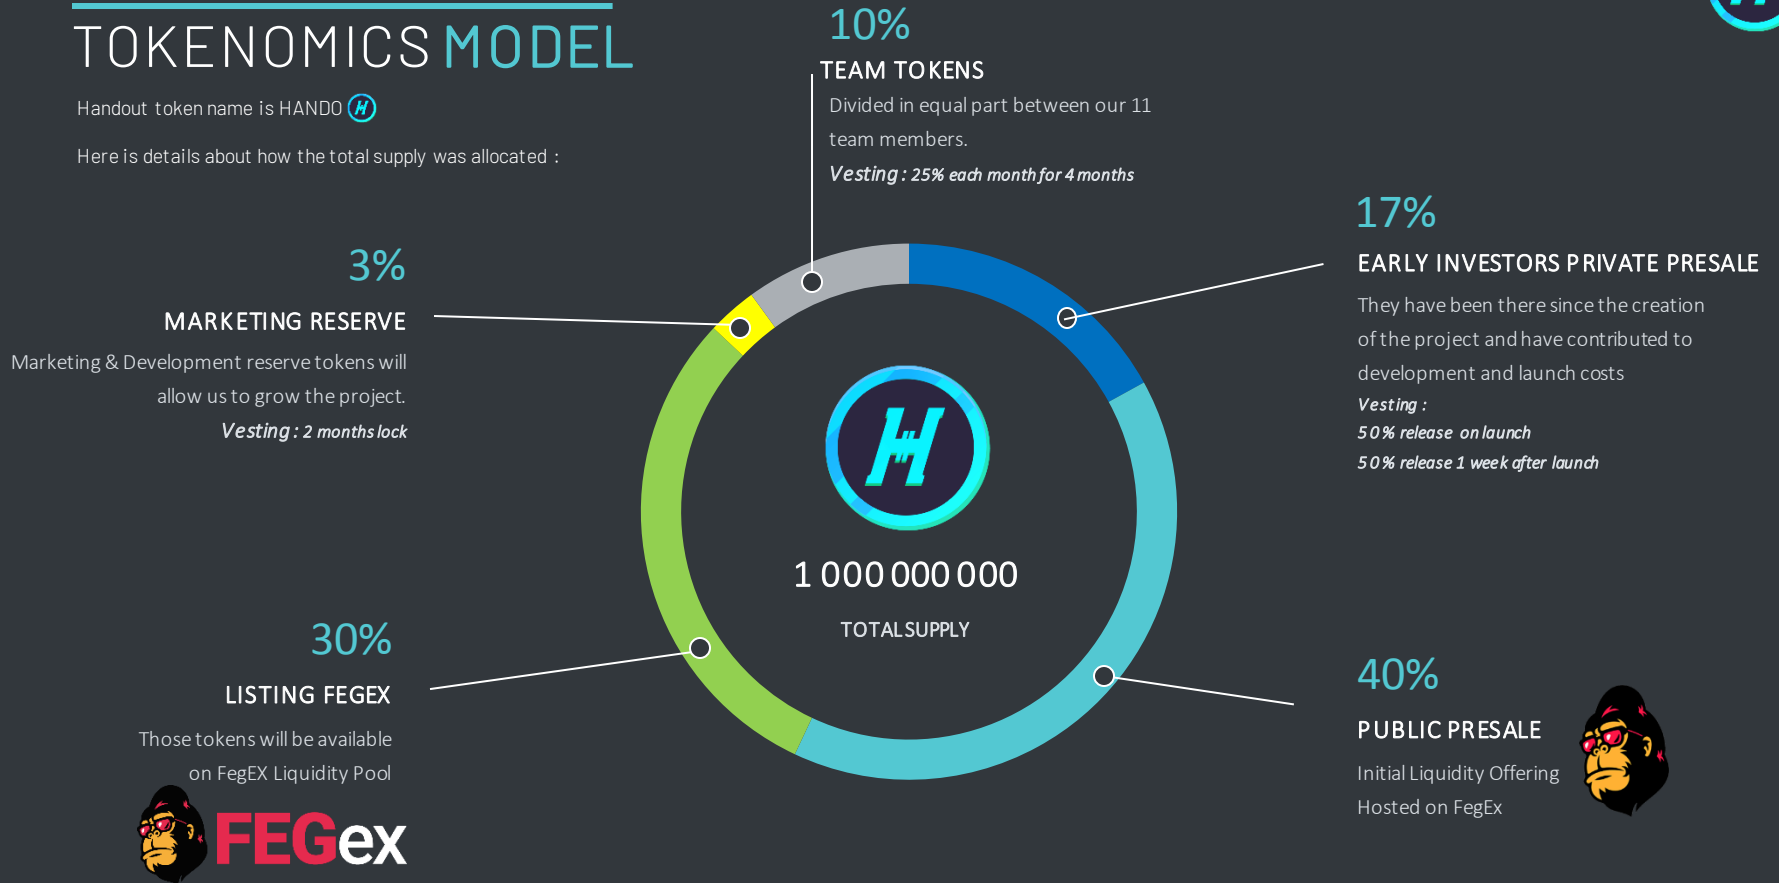 TOKENOMICS MODEL
Handout token name is HANDO
Here is details about how the total supply was allocated :
10%
TEAM TOKENS
Divided in equal part between our 11
team members.
Vesting : 25% each month for 4 months
17%
EARLY INVESTORS PRIVATE PRESALE
They have been there since the creation
of the project and have contributed to
development and launch costs
Vesting :
50% release on launch
50% release 1 week after launch
3%
MARKETING RESERVE
Marketing & Development reserve tokens will
allow us to grow the project.
Vesting : 2 months lock
H
1 000 000 000
TOTAL SUPPLY
30%
LISTING FEGEX
Those tokens will be available
on FegEX Liquidity Pool
FEGex
40%
PUBLIC PRESALE
Initial Liquidity Offering
Hosted on FegEx